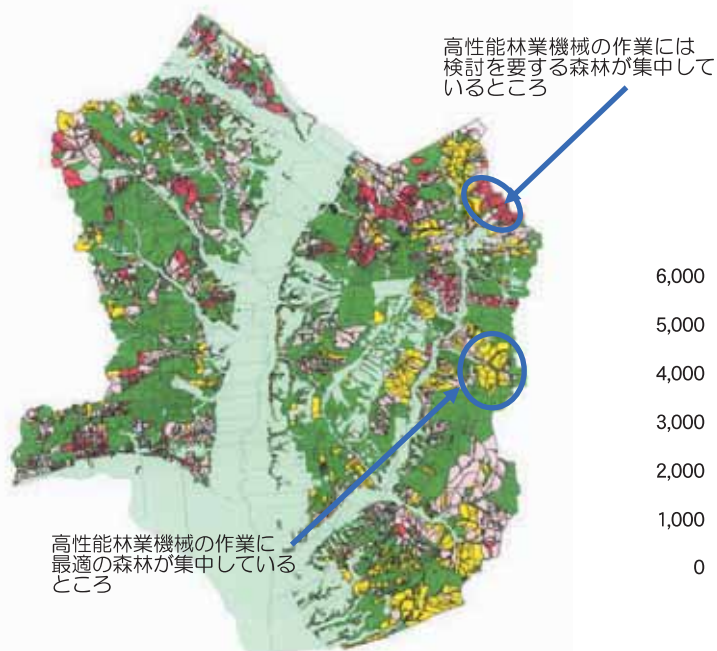 高性能林業機械の作業には
検討を要する森林が集中して
いるところ
6,000
5,000
4,000
3,000
2,000
1,000
0
高性能林業機械の作業に
最適の森林が集中している
ところ